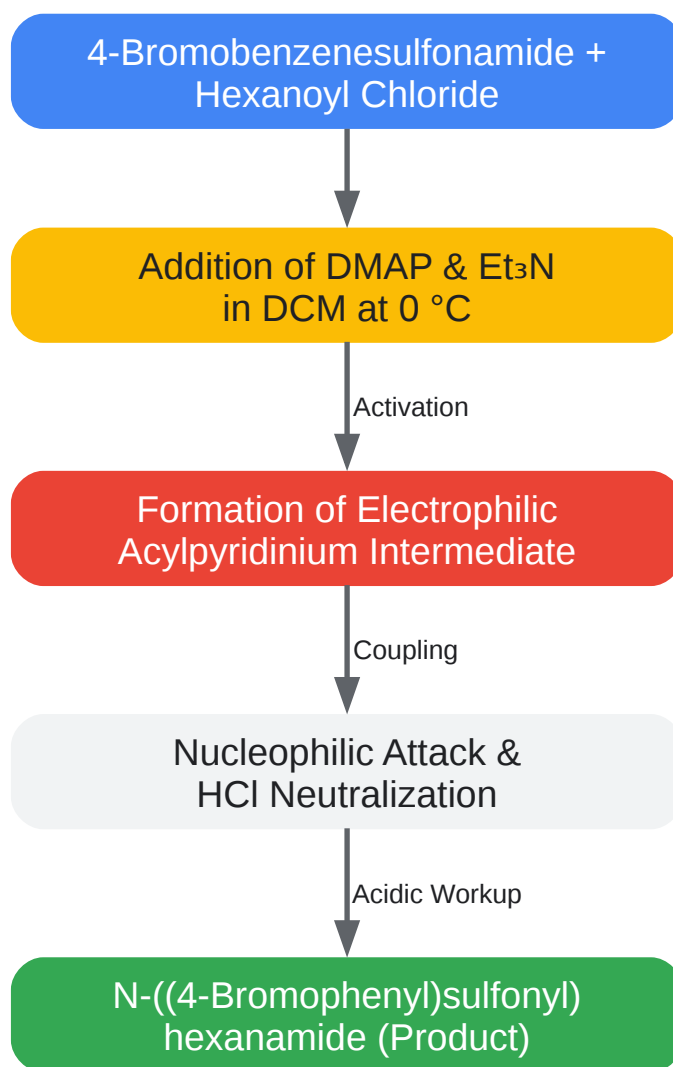 4-Bromobenzenesulfonamide +
Hexanoyl Chloride
Addition of DMAP & Et₃N
in DCM at 0 °C
Activation
Formation of Electrophilic
Acylpyridinium Intermediate
Coupling
Nucleophilic Attack &
HCl Neutralization
Acidic Workup
N-((4-Bromophenyl)sulfonyl)
hexanamide (Product)